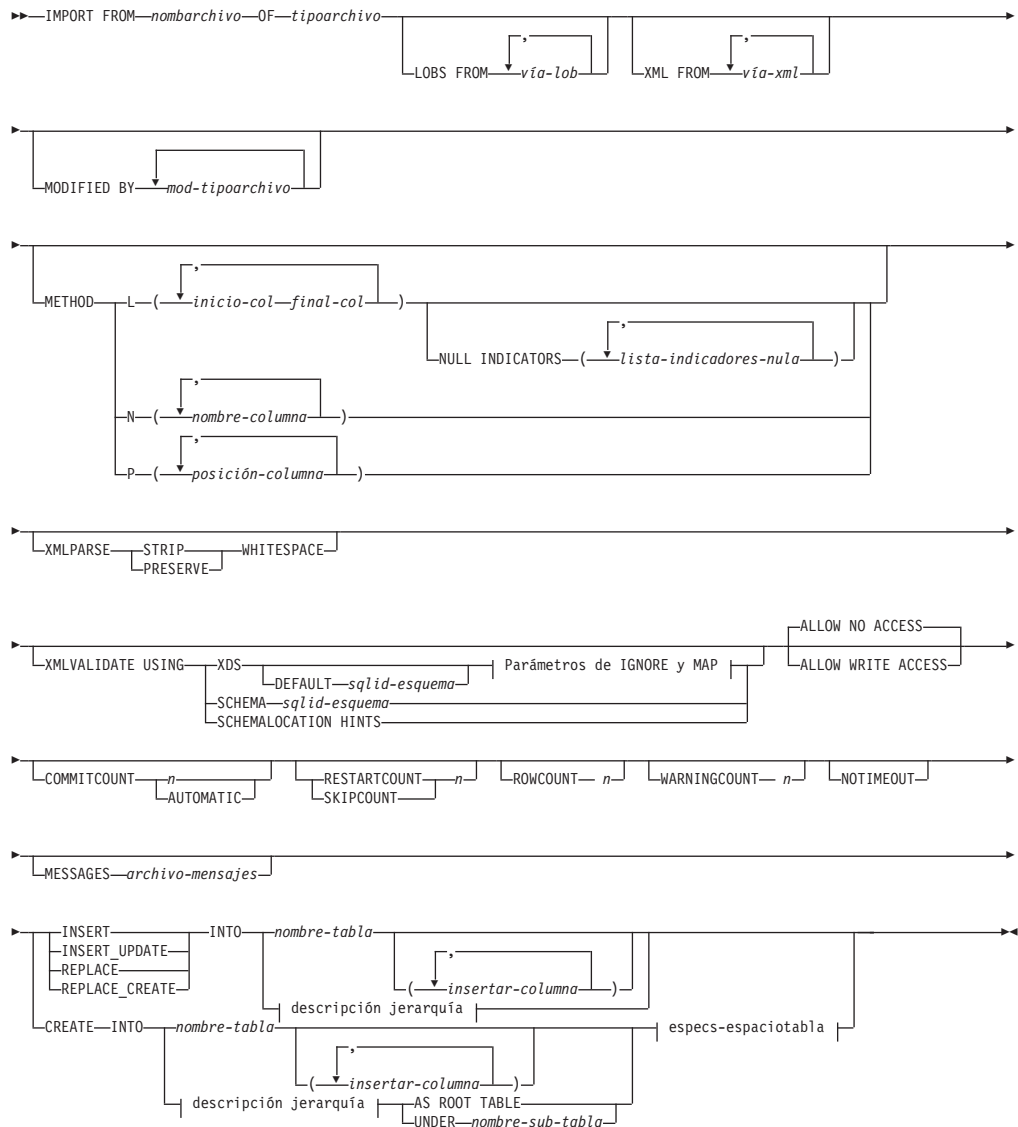 IMPORT FROM nombarchivo OF tipoarchivo
,
LOBS FROM vía-lob
,
XML FROM vía-xml
MODIFIED BY mod-tipoarchivo
,
METHOD L ( inicio-col final-col )
,
NULL INDICATORS ( lista-indicadores-nula )
,
N ( nombre-columna )
,
P ( posición-columna )
XMLPARSE STRIP WHITESPACE
PRESERVE
ALLOW NO ACCESS
XMLVALIDATE USING XDS Parámetros de IGNORE y MAP ALLOW WRITE ACCESS
DEFAULT sqlid-esquema
SCHEMA sqlid-esquema
SCHEMALOCATION HINTS
COMMITCOUNT n RESTARTCOUNT n ROWCOUNT n WARNINGCOUNT n NOTIMEOUT
AUTOMATIC SKIPCOUNT
MESSAGES archivo-mensajes
INSERT INTO nombre-tabla
INSERT_UPDATE ,
REPLACE
REPLACE_CREATE ( insertar-columna )
descripción jerarquía
CREATE INTO nombre-tabla especs-espaciotabla
,
( insertar-columna )
descripción jerarquía AS ROOT TABLE
UNDER nombre-sub-tabla